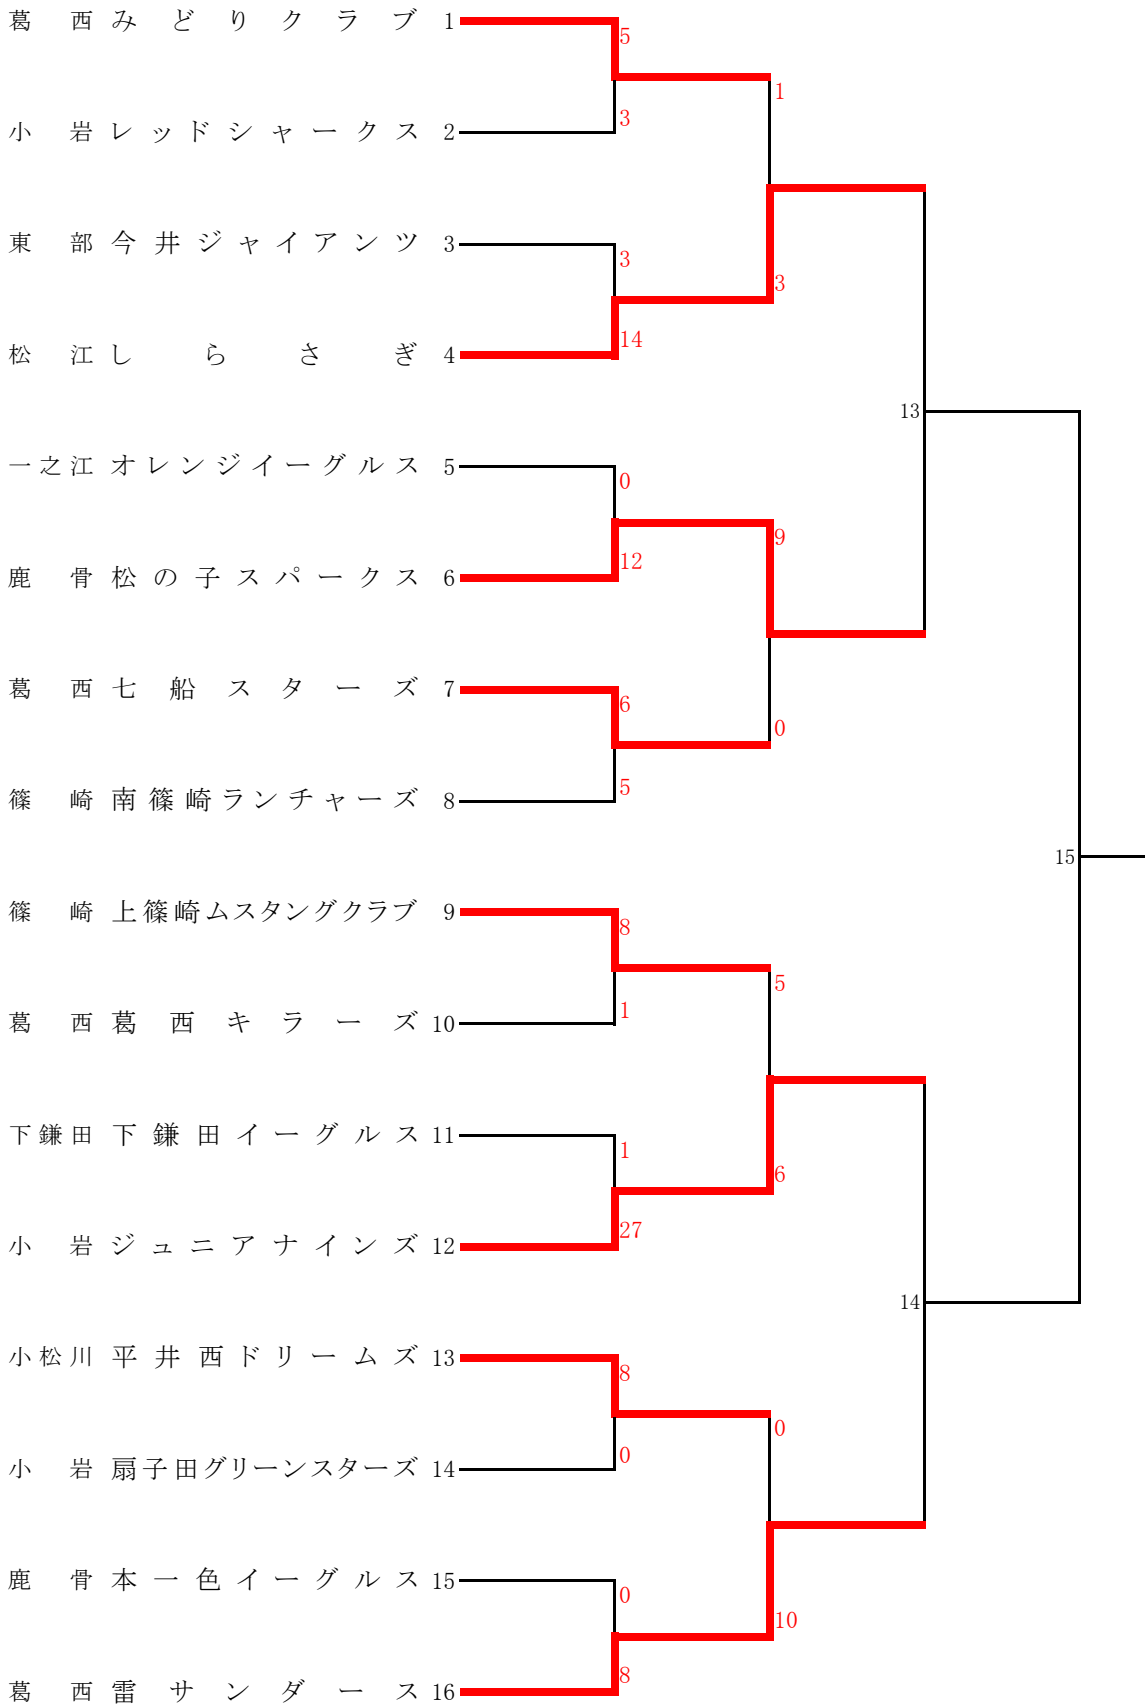 葛西 みどりクラブ 1
5
1
3
小岩 レッドシャークス 2
東部 今井ジャイアンツ 3
3
3
14
松江 しらさぎ 4
13
一之江 オレンジイーグルス 5
0
9
12
鹿骨 松の子スパークス 6
葛西 七船スターズ 7
6
0
5
篠崎 南篠崎ランチャーズ 8
15
篠崎 上篠崎ムスタングクラブ 9
8
5
1
葛西 葛西キラーズ 10
下鎌田 下鎌田イーグルス 11
1
6
27
小岩 ジュニアナインズ 12
14
小松川 平井西ドリームズ 13
8
0
0
小岩 扇子田グリーンスターズ 14
鹿骨 本一色イーグルス 15
0
10
8
葛西 雷サンダース 16